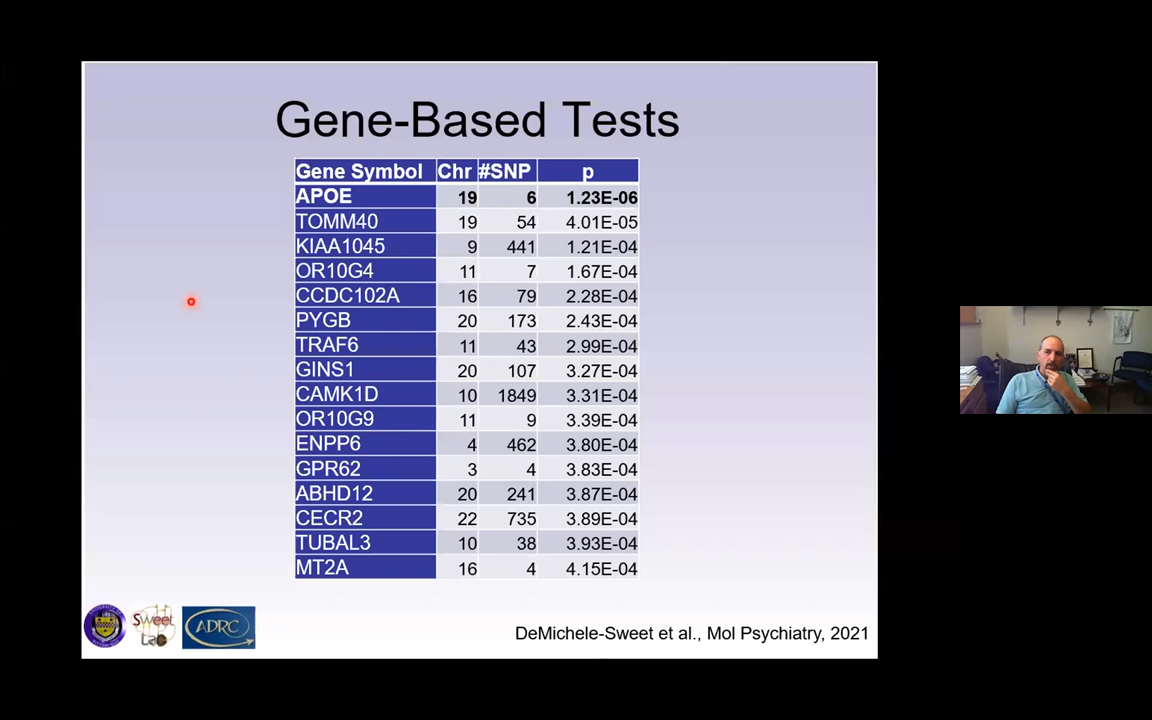 Gene-Based Tests
Gene Symbol Chr #SNP p
APOE 19 6 1.23E-06
TOMM40 19 54 4.01E-05
KIAA1045 9 441 1.21E-04
OR10G4 11 7 1.67E-04
CCDC102A 16 79 2.28E-04
PYGB 20 173 2.43E-04
TRAF6 11 43 2.99E-04
GINS1 20 107 3.27E-04
CAMK1D 10 1849 3.31E-04
OR10G9 11 9 3.39E-04
ENPP6 4 462 3.80E-04
GPR62 3 4 3.83E-04
ABHD12 20 241 3.87E-04
CECR2 22 735 3.89E-04
TUBAL3 10 38 3.93E-04
MT2A 16 4 4.15E-04
Sweet
Lab
ADRC
DeMichele-Sweet et al., Mol Psychiatry, 2021